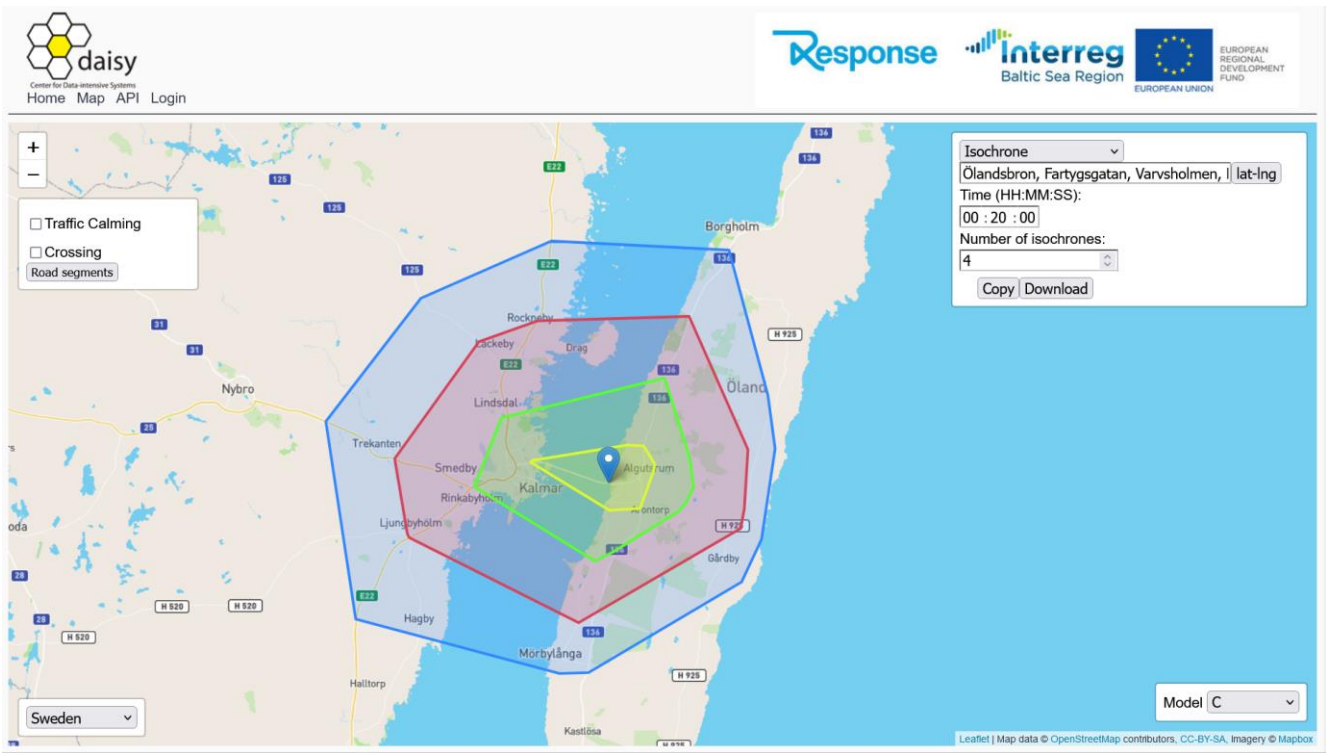 daisy
Center for Data-intensive Systems
Home Map API Login
Response
Interreg
Baltic Sea Region
EUROPEAN UNION
EUROPEAN
REGIONAL
DEVELOPMENT
FUND
+
−
Traffic Calming
Crossing
Road segments
Isochrone
Ölandsbron, Fartygsgatan, Varvsholmen,
lat-lng
Time (HH:MM:SS):
00 : 20 : 00
Number of isochrones:
4
Copy Download
136
136
E22
125
125
Borgholm
136
E22
125
Rockneby
31
H 925
Läckeby
Drag
31
E22
136
Nybro
Öland
Lindsdal
136
25
Trekanten
Smedby
Algutsrum
Kalmar
Rinkabyholm
Arontorp
Ljungbyholm
H 925
136
Gårdby
28
E22
H 520
H 520
28
Hagby
136
H 520
Mörbylånga
H 925
Halltorp
Kastlösa
H 925
Sweden
Model C
Leaflet | Map data © OpenStreetMap contributors, CC-BY-SA, Imagery © Mapbox